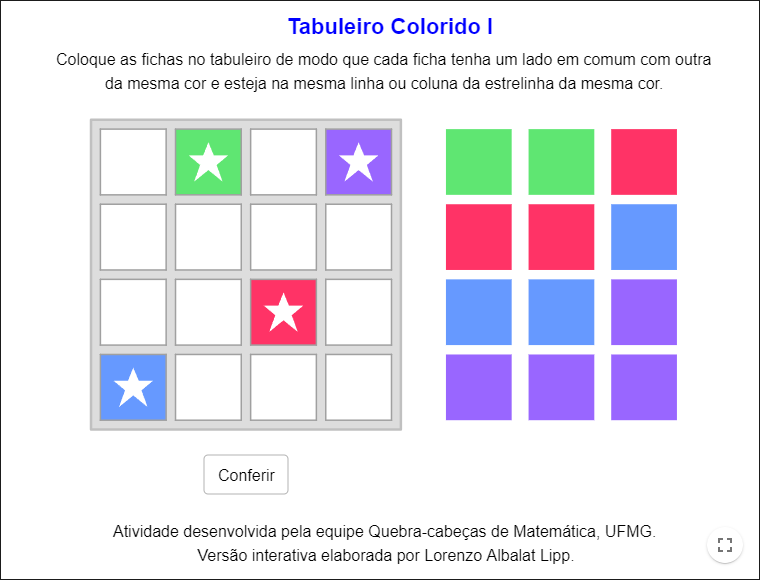 Tabuleiro Colorido I
Coloque as fichas no tabuleiro de modo que cada ficha tenha um lado em comum com outra
da mesma cor e esteja na mesma linha ou coluna da estrelinha da mesma cor.
Conferir
Atividade desenvolvida pela equipe Quebra-cabeças de Matemática, UFMG.
Versão interativa elaborada por Lorenzo Albalat Lipp.